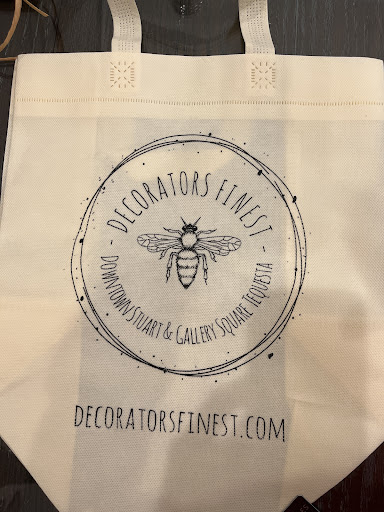 - DECORATORS FINEST -
DOWNTOWN STUART & GALLERY SQUARE TEQUESTA
DECORATORSFINEST.COM